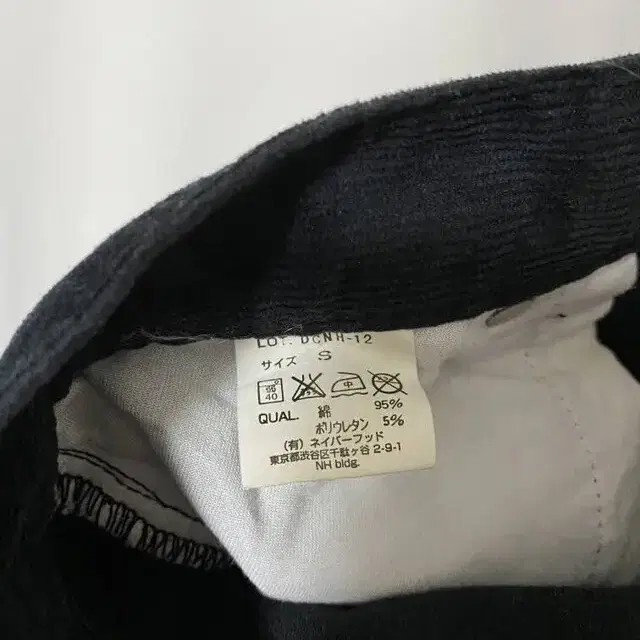 LOT. DCNH-12
サイズ S
40 中
QUAL. 綿 95%
ポリウレタン 5%
(有) ネイバーフッド
東京都渋谷区千駄ヶ谷 2-9-1
NH bldg.